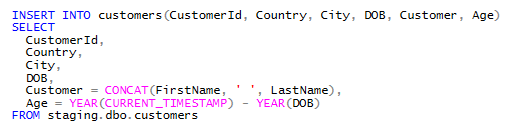 INSERT INTO customers(CustomerId, Country, City, DOB, Customer, Age)
SELECT
CustomerId,
Country,
City,
DOB,
Customer = CONCAT(FirstName, ' ', LastName),
Age = YEAR(CURRENT_TIMESTAMP) - YEAR(DOB)
FROM staging.dbo.customers